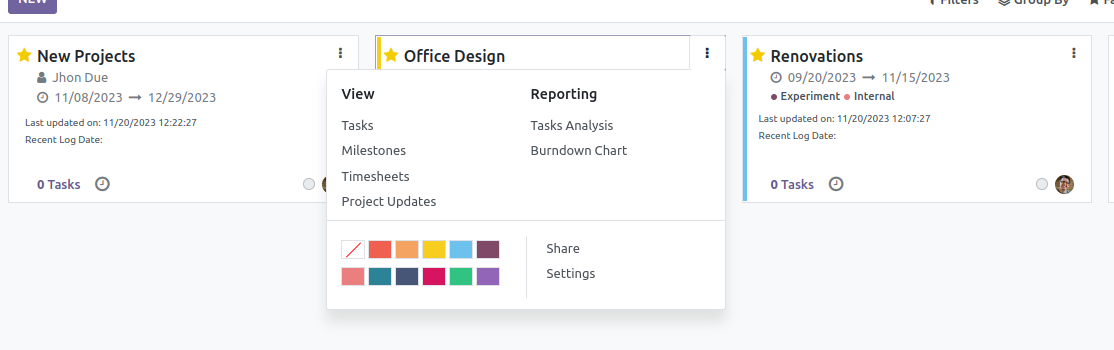 NEW
Filters
Group By
New Projects
Jhon Due
11/08/2023 → 12/29/2023
Last updated on: 11/20/2023 12:22:27
Recent Log Date:
0 Tasks
Office Design
View
Tasks
Milestones
Timesheets
Project Updates
Reporting
Tasks Analysis
Burndown Chart
Share
Settings
Renovations
09/20/2023 → 11/15/2023
Experiment Internal
Last updated on: 11/20/2023 12:07:27
Recent Log Date:
0 Tasks